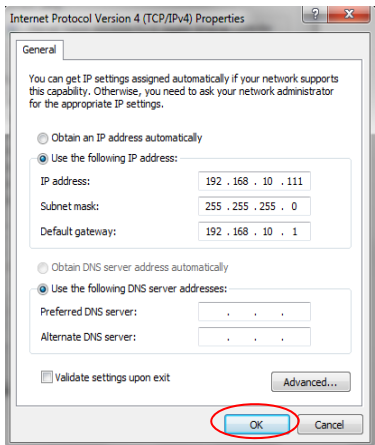 Internet Protocol Version 4 (TCP/IPv4) Properties
General
You can get IP settings assigned automatically if your network supports
this capability. Otherwise, you need to ask your network administrator
for the appropriate IP settings.
Obtain an IP address automatically
Use the following IP address:
IP address: 192 . 168 . 10 . 111
Subnet mask: 255 . 255 . 255 . 0
Default gateway: 192 . 168 . 10 . 1
Obtain DNS server address automatically
Use the following DNS server addresses:
Preferred DNS server: . . .
Alternate DNS server: . . .
Validate settings upon exit
Advanced...
OK Cancel